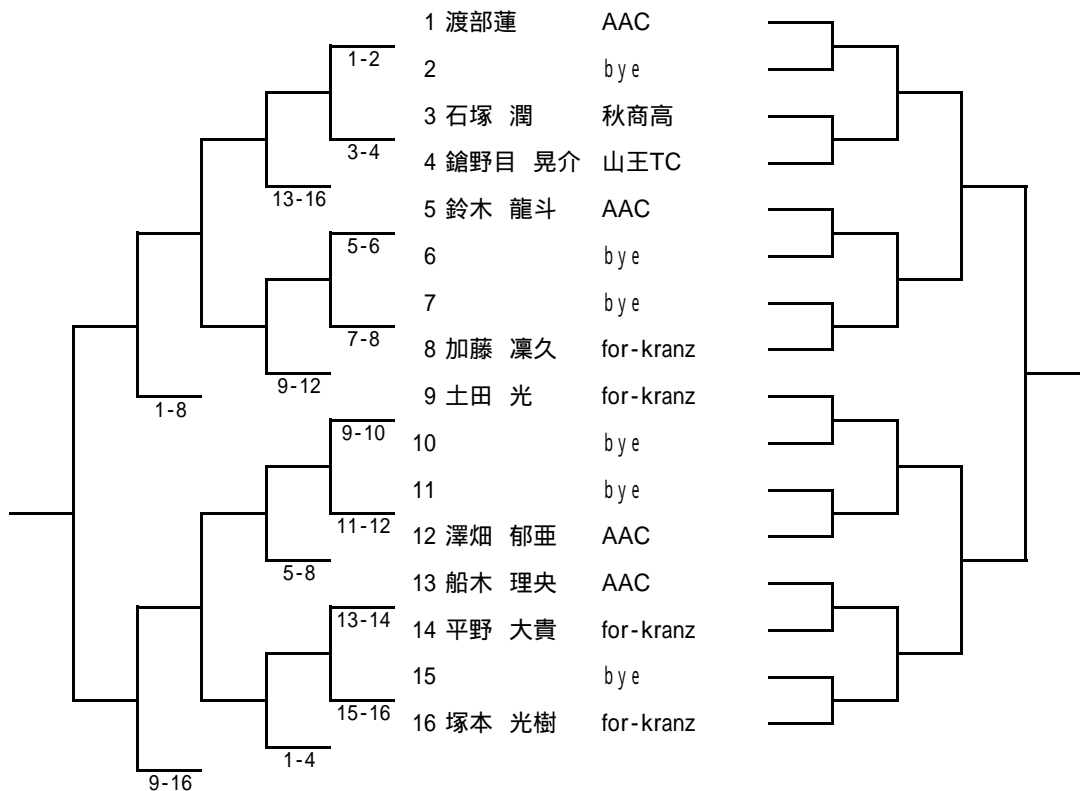 1 渡部蓮 AAC
1-2
2 bye
3 石塚 潤 秋商高
3-4
4 鎗野目 晃介 山王TC
13-16
5 鈴木 龍斗 AAC
5-6
6 bye
7 bye
7-8
8 加藤 凜久 for-kranz
9-12
9 土田 光 for-kranz
1-8
9-10
10 bye
11 bye
11-12
12 澤畑 郁亜 AAC
5-8
13 船木 理央 AAC
13-14
14 平野 大貴 for-kranz
15 bye
15-16
16 塚本 光樹 for-kranz
1-4
9-16